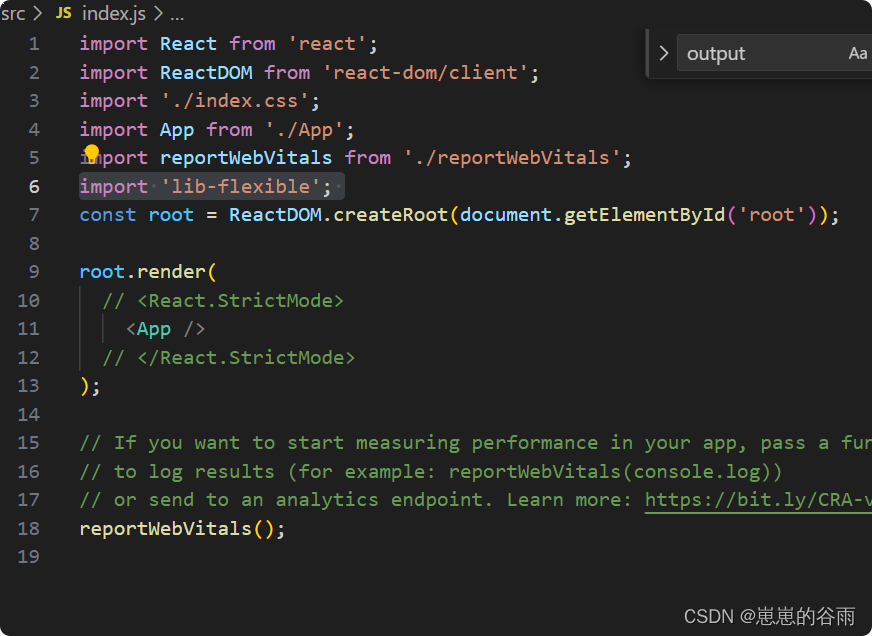 src > JS index.js > ...
output Aa
1 import React from 'react';
2 import ReactDOM from 'react-dom/client';
3 import './index.css';
4 import App from './App';
5 import reportWebVitals from './reportWebVitals';
6 import 'lib-flexible';
7 const root = ReactDOM.createRoot(document.getElementById('root'));
8
9 root.render(
10 // <React.StrictMode>
11 <App />
12 // </React.StrictMode>
13 );
14
15 // If you want to start measuring performance in your app, pass a fu
16 // to log results (for example: reportWebVitals(console.log))
17 // or send to an analytics endpoint. Learn more: https://bit.ly/CRA-v
18 reportWebVitals();
19
CSDN @崽崽的谷雨